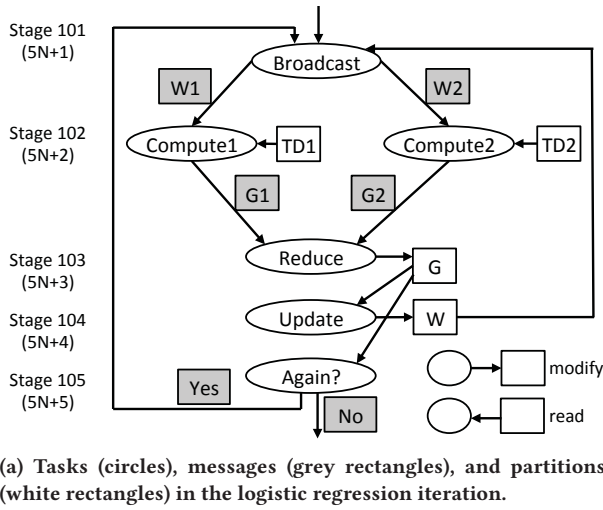 Stage 101
(5N+1)
Broadcast
W1
W2
Stage 102
(5N+2)
Compute1
TD1
Compute2
TD2
G1
G2
Stage 103
(5N+3)
Reduce
G
Stage 104
(5N+4)
Update
W
Stage 105
(5N+5)
Yes
Again?
No
modify
read
(a) Tasks (circles), messages (grey rectangles), and partitions
(white rectangles) in the logistic regression iteration.